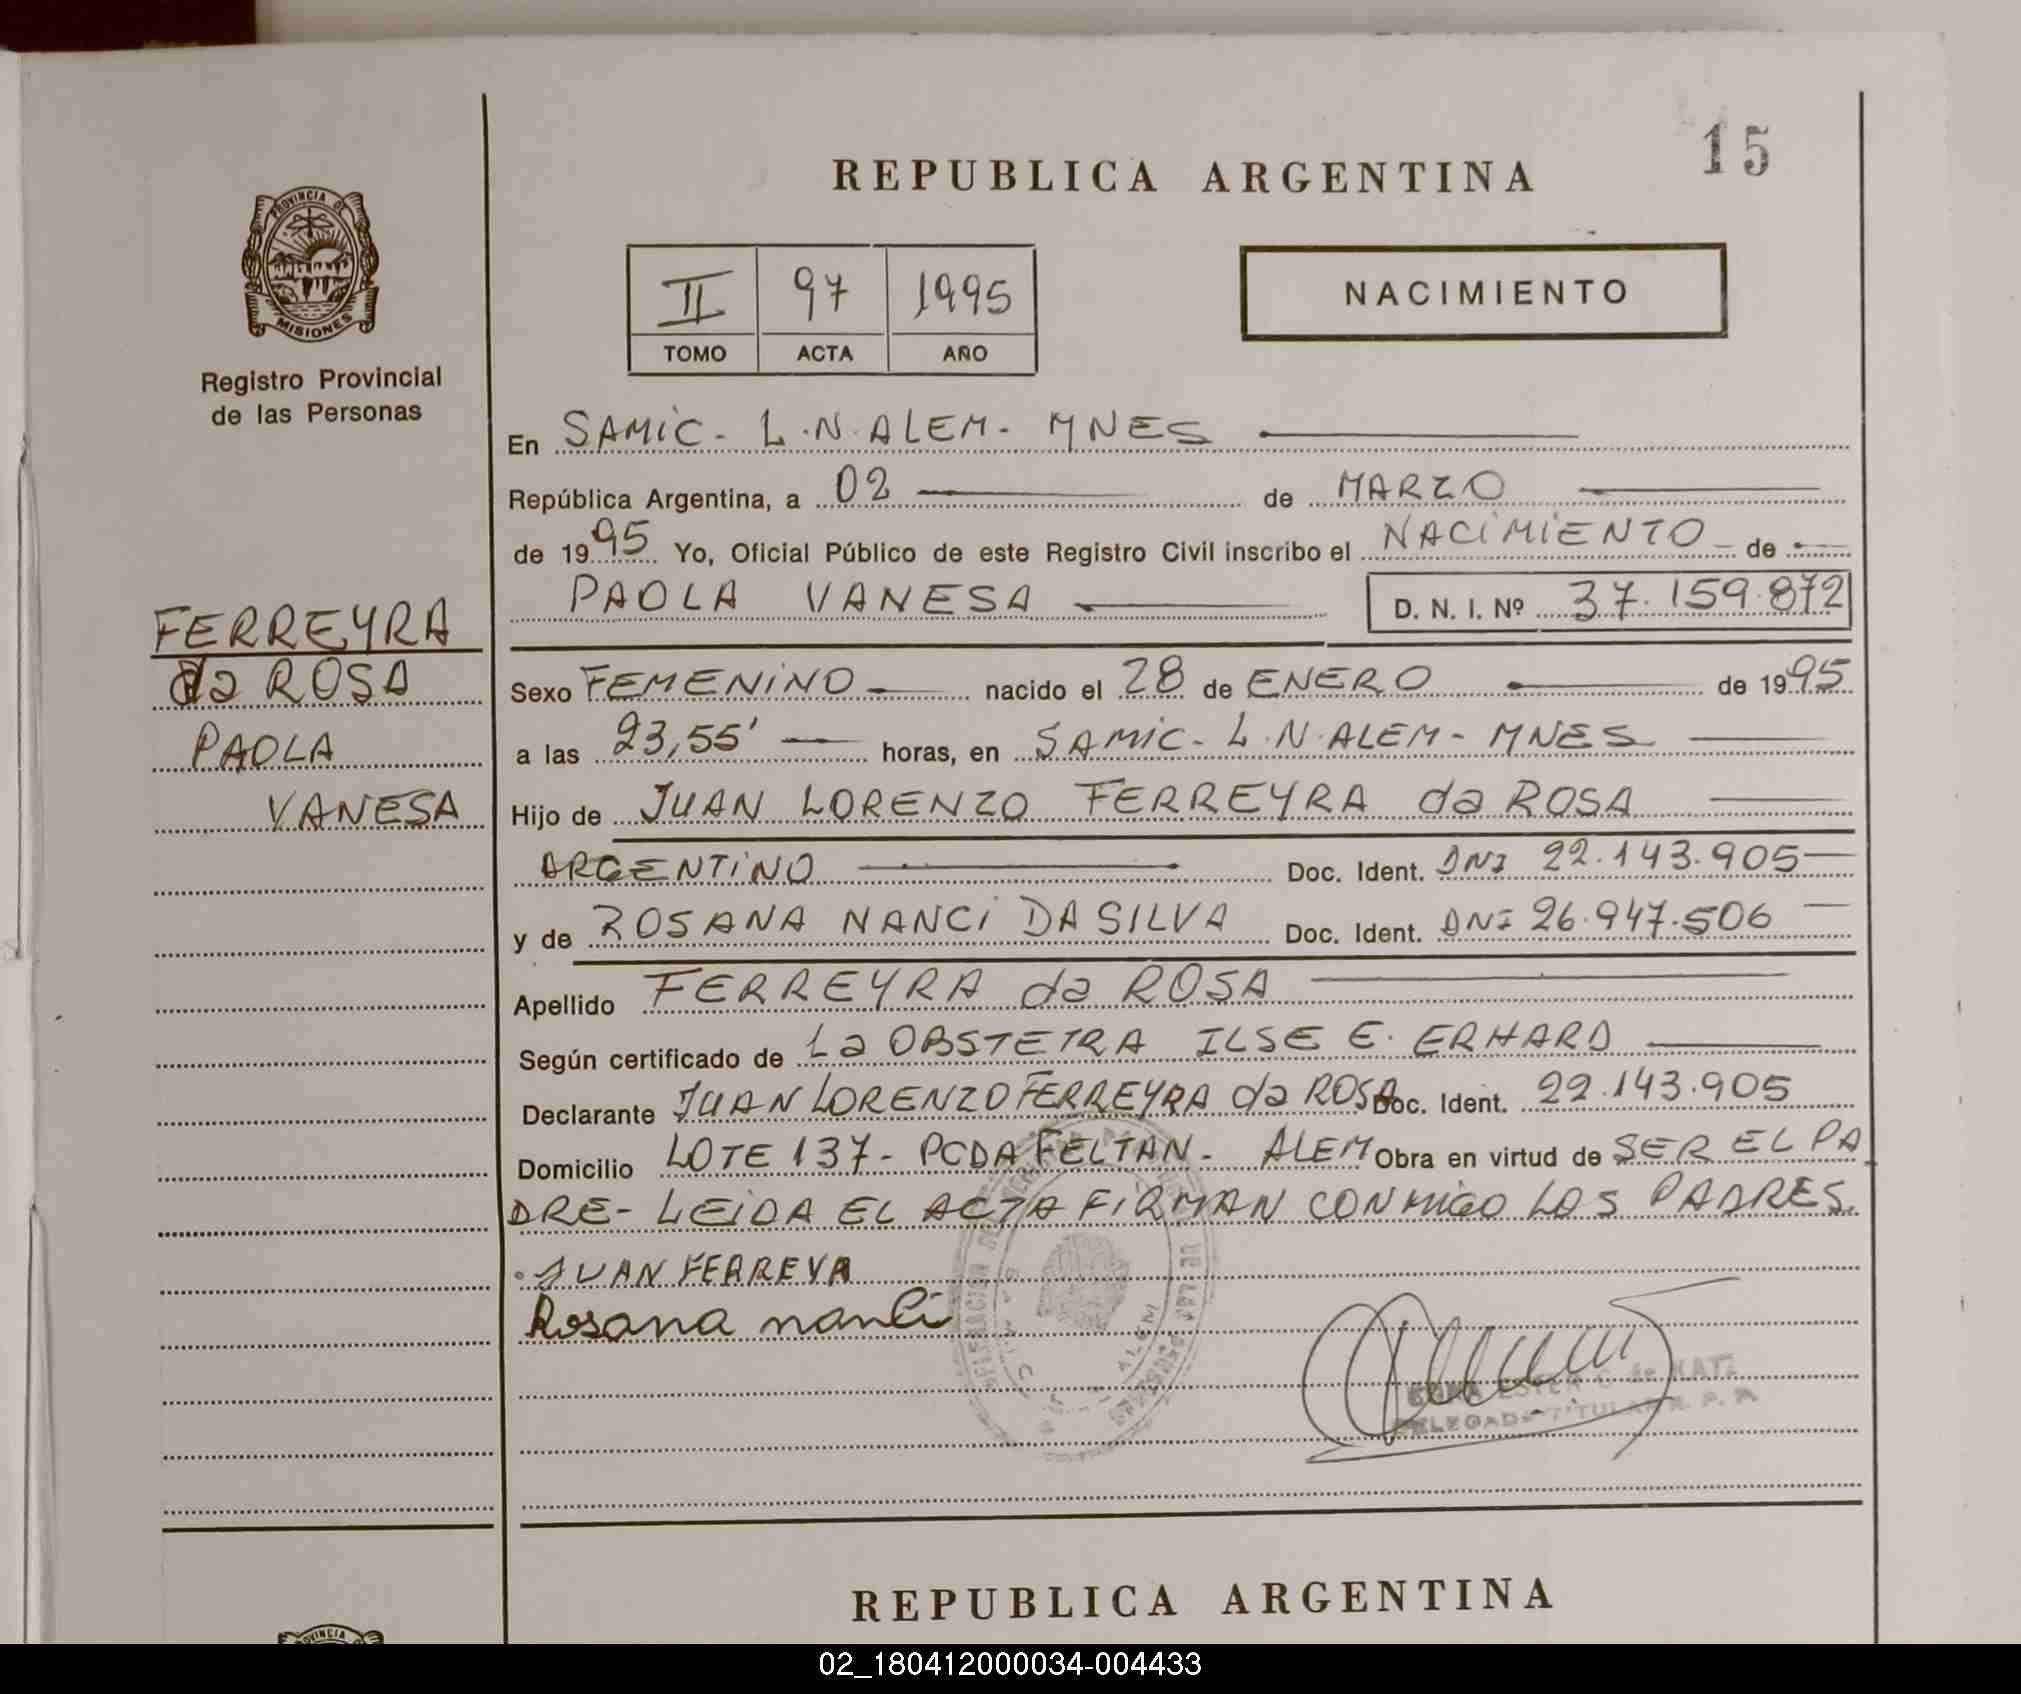 15
REPUBLICA ARGENTINA
PROVINCIA DE
MISIONES
Registro Provincial
de las Personas
II 97 1995
TOMO ACTA AÑO
NACIMIENTO
En SAMIC - L.N.ALEM - MNES
República Argentina, a 02 de MARZO
de 1995 Yo, Oficial Público de este Registro Civil inscribo el NACIMIENTO de
PAOLA VANESA D. N. I. Nº 37.159.872
FERREYRA
da ROSA
PAOLA
VANESA
Sexo FEMENINO nacido el 28 de ENERO de 1995
a las 23,55' horas, en SAMIC - L.N.ALEM - MNES
Hijo de JUAN LORENZO FERREYRA da ROSA
ARGENTINO Doc. Ident. DNI 22.143.905
y de ROSANA NANCI DA SILVA Doc. Ident. DNI 26.947.506
Apellido FERREYRA da ROSA
Según certificado de La OBSTETRA ILSE E. ERHARD
Declarante JUAN LORENZO FERREYRA da ROSA Doc. Ident. 22.143.905
Domicilio LOTE 137 - PCDA FELTAN - ALEM Obra en virtud de SER EL PA
DRE - LEIDA EL ACTA FIRMAN CONMIGO LOS PADRES.
JUAN FERREYA
Rosana nanci
DELEGADA TITULAR R. P. P.
REPUBLICA ARGENTINA
PROVINCIA
02_180412000034-004433